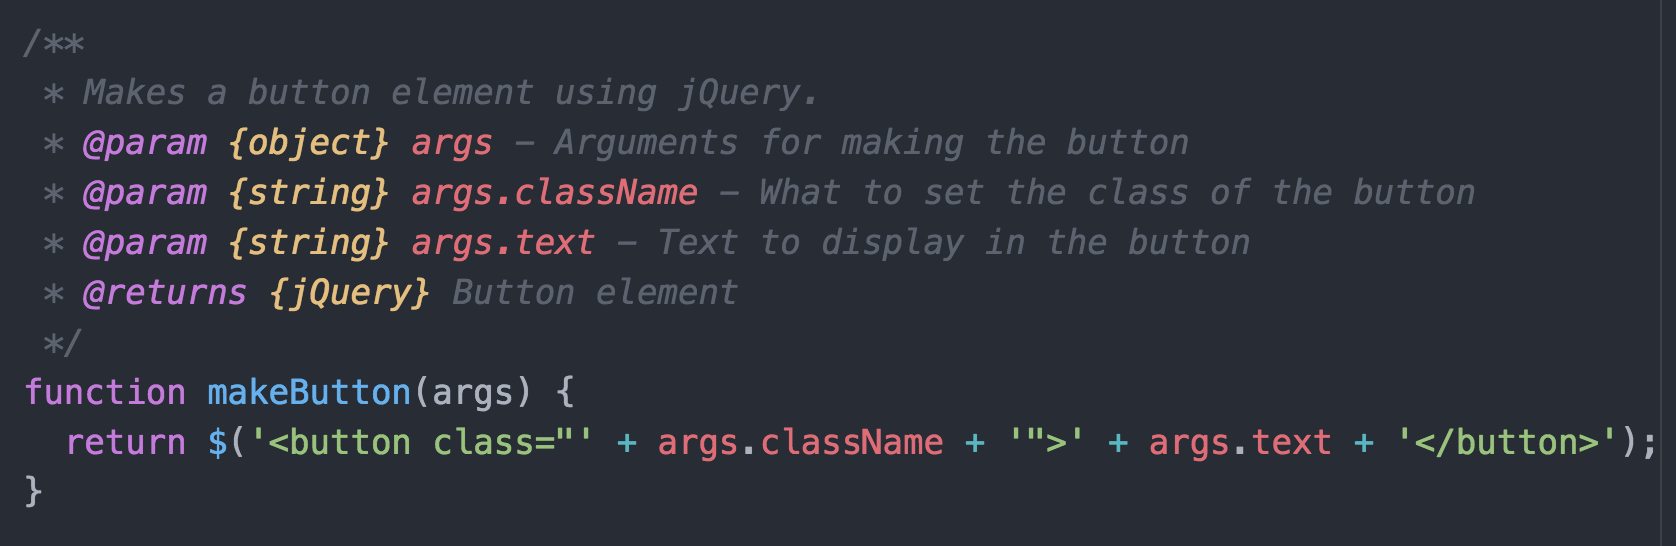 /**
 * Makes a button element using jQuery.
 * @param {object} args – Arguments for making the button
 * @param {string} args.className – What to set the class of the button
 * @param {string} args.text – Text to display in the button
 * @returns {jQuery} Button element
 */
function makeButton(args) {
  return $('<button class="' + args.className + '">' + args.text + '</button>');
}